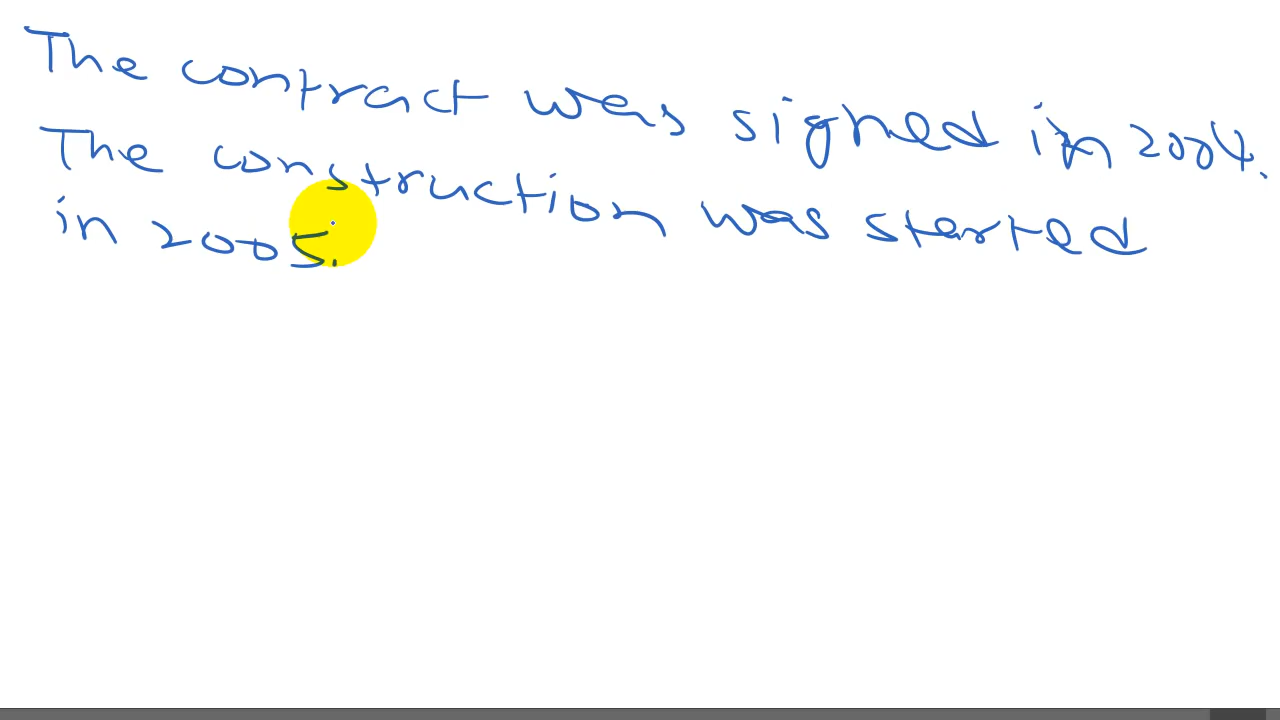 The contract was signed in 2004.
The construction was started
in 2005.